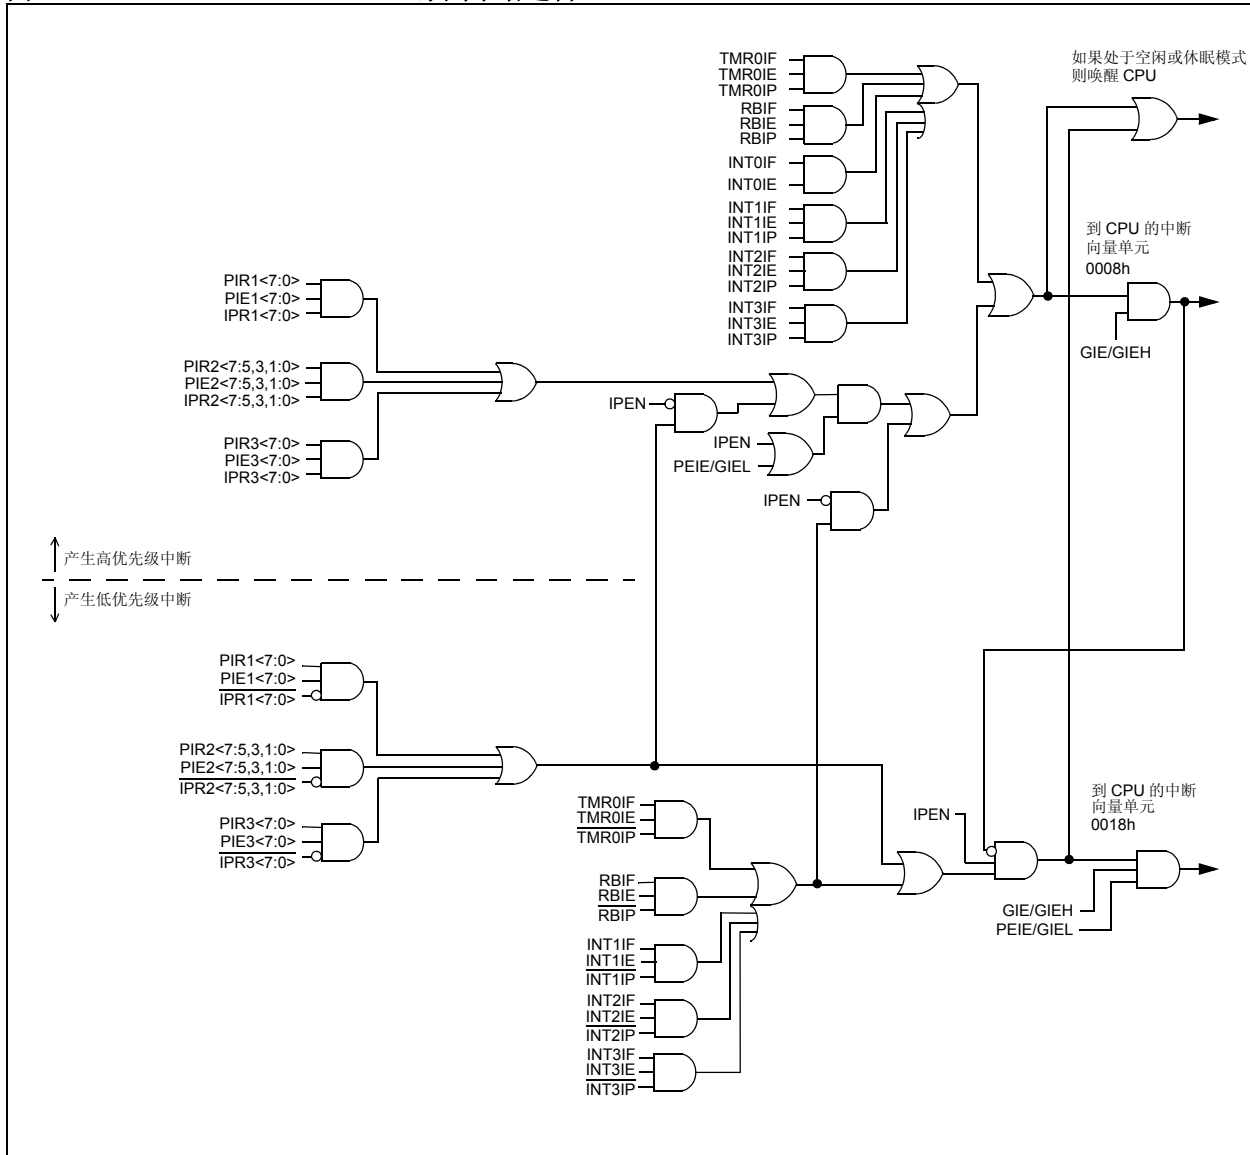 TMR0IF
TMR0IE
TMR0IP
RBIF
RBIE
RBIP
INT0IF
INT0IE
INT1IF
INT1IE
INT1IP
INT2IF
INT2IE
INT2IP
INT3IF
INT3IE
INT3IP
如果处于空闲或休眠模式
则唤醒 CPU
到 CPU 的中断
向量单元
0008h
GIE/GIEH
PIR1<7:0>
PIE1<7:0>
IPR1<7:0>
PIR2<7:5,3,1:0>
PIE2<7:5,3,1:0>
IPR2<7:5,3,1:0>
PIR3<7:0>
PIE3<7:0>
IPR3<7:0>
IPEN
IPEN
PEIE/GIEL
IPEN
产生高优先级中断
产生低优先级中断
PIR1<7:0>
PIE1<7:0>
IPR1<7:0>
PIR2<7:5,3,1:0>
PIE2<7:5,3,1:0>
IPR2<7:5,3,1:0>
PIR3<7:0>
PIE3<7:0>
IPR3<7:0>
TMR0IF
TMR0IE
TMR0IP
RBIF
RBIE
RBIP
INT1IF
INT1IE
INT1IP
INT2IF
INT2IE
INT2IP
INT3IF
INT3IE
INT3IP
IPEN
到 CPU 的中断
向量单元
0018h
GIE/GIEH
PEIE/GIEL